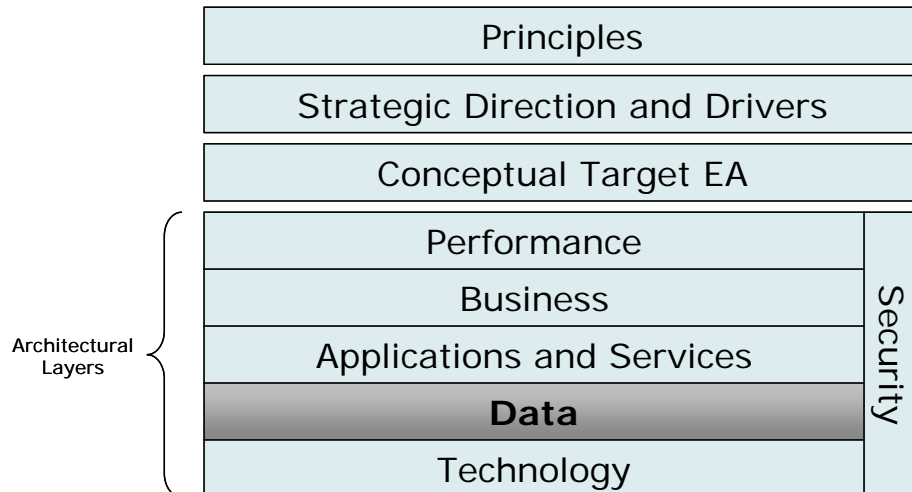 Principles
Strategic Direction and Drivers
Conceptual Target EA
Architectural
Layers
Performance
Business
Applications and Services
Data
Technology
Security